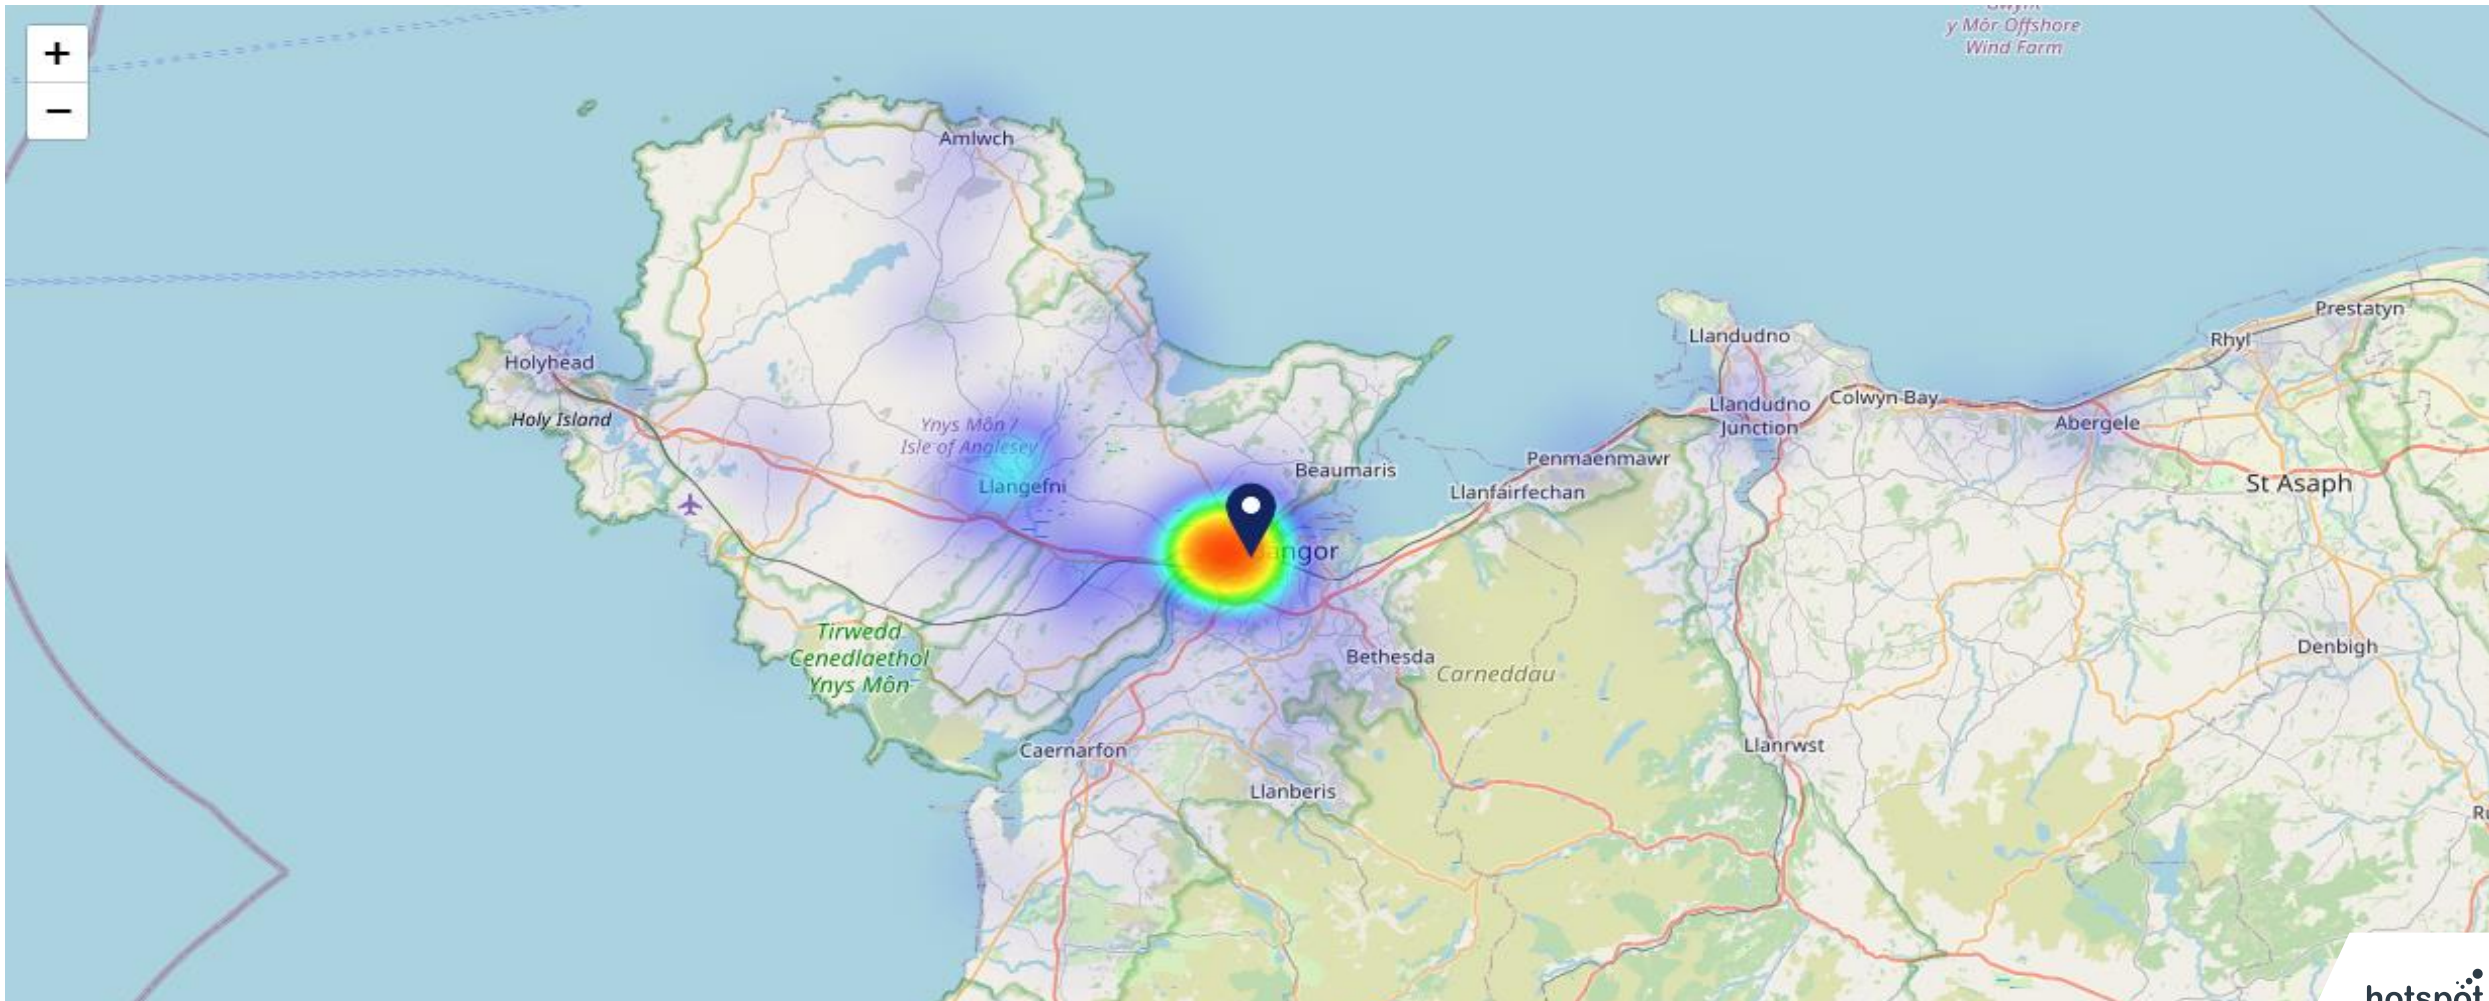 +
−
y Môr Offshore
Wind Farm
Amlwch
Holyhead
Holy Island
Ynys Môn /
Isle of Anglesey
Llangefni
Beaumaris
Llandudno
Prestatyn
Rhyl
Colwyn Bay
Llandudno
Junction
Abergele
Penmaenmawr
Llanfairfechan
St Asaph
angor
Tirwedd
Cenedlaethol
Ynys Môn
Bethesda
Carneddau
Denbigh
Caernarfon
Llanrwst
Llanberis
hotspot